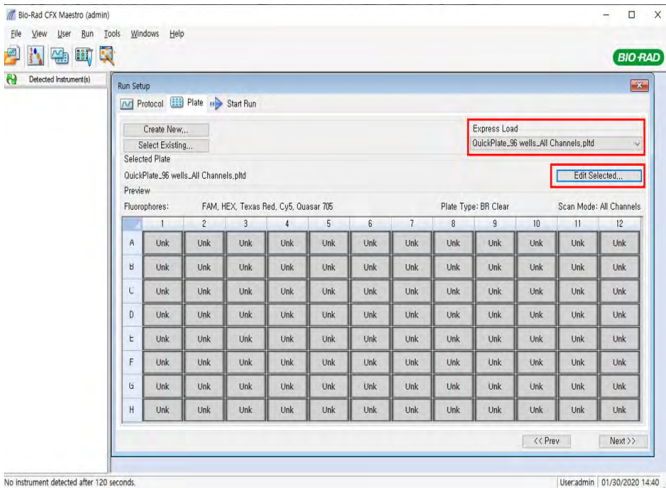 Bio-Rad CFX Maestro (admin)
File View User Run Tools Windows Help
BIO-RAD
Detected Instrument(s)
Run Setup
Protocol Plate Start Run
Create New...
Express Load
Select Existing...
QuickPlate_96 wells_All Channels.pltd
Selected Plate
QuickPlate_96 wells_All Channels.pltd
Edit Selected...
Preview
Fluorophores: FAM, HEX, Texas Red, Cy5, Quasar 705 Plate Type: BR Clear Scan Mode: All Channels
1 2 3 4 5 6 7 8 9 10 11 12
A Unk Unk Unk Unk Unk Unk Unk Unk Unk Unk Unk Unk
B Unk Unk Unk Unk Unk Unk Unk Unk Unk Unk Unk Unk
C Unk Unk Unk Unk Unk Unk Unk Unk Unk Unk Unk Unk
D Unk Unk Unk Unk Unk Unk Unk Unk Unk Unk Unk Unk
E Unk Unk Unk Unk Unk Unk Unk Unk Unk Unk Unk Unk
F Unk Unk Unk Unk Unk Unk Unk Unk Unk Unk Unk Unk
G Unk Unk Unk Unk Unk Unk Unk Unk Unk Unk Unk Unk
H Unk Unk Unk Unk Unk Unk Unk Unk Unk Unk Unk Unk
<< Prev Next >>
No instrument detected after 120 seconds. User:admin 01/30/2020 14:40